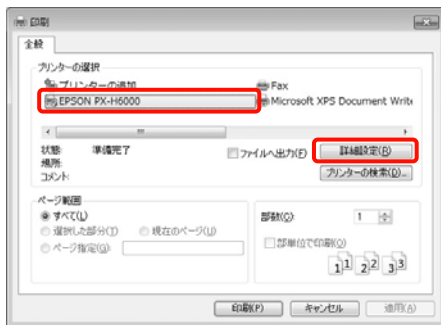 印刷
全般
プリンターの選択
プリンターの追加
Fax
EPSON PX-H6000
Microsoft XPS Document Write
状態: 準備完了
場所:
コメント:
ファイルへ出力(F)
詳細設定(R)
プリンターの検索(D)...
ページ範囲
すべて(L)
選択した部分(T) 現在のページ(U)
ページ指定(G):
部数(C): 1
部単位で印刷(O)
1 1 2 2 3 3
印刷(P) キャンセル 適用(A)